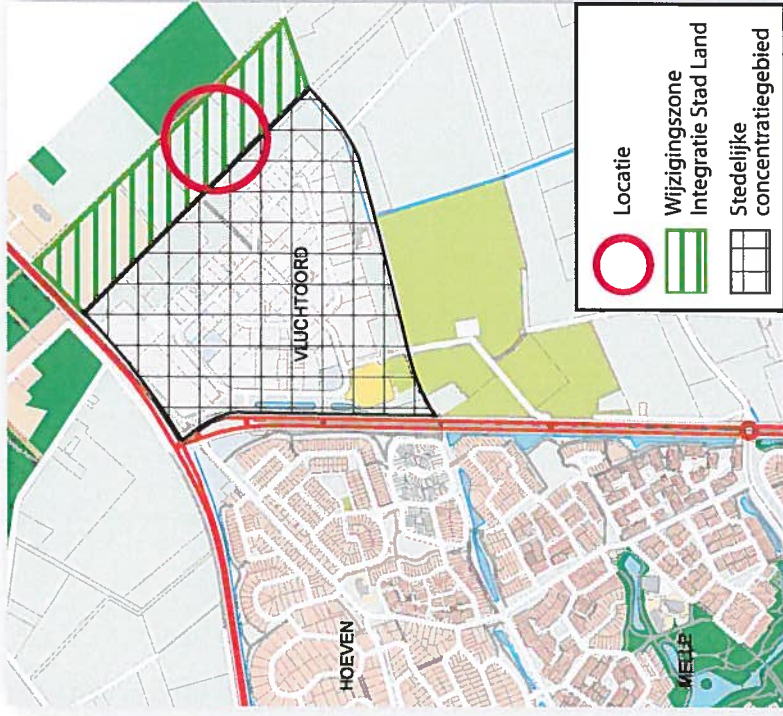 VLUCHTOORD
HOEVEN
MELLE
Locatie
Wijzigingszone
Integratie Stad Land
Stedelijke
concentratiegebied